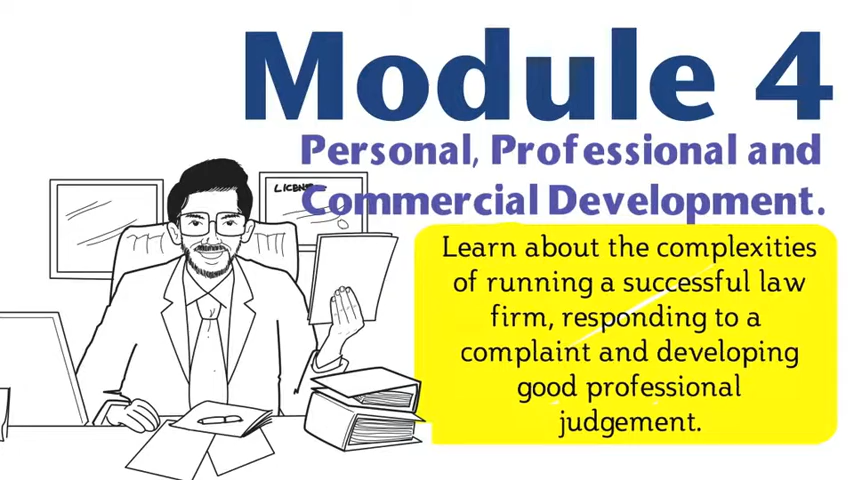 Module 4
Personal, Professional and
LICENSE
Commercial Development.
Learn about the complexities
of running a successful law
firm, responding to a
complaint and developing
good professional
judgement.